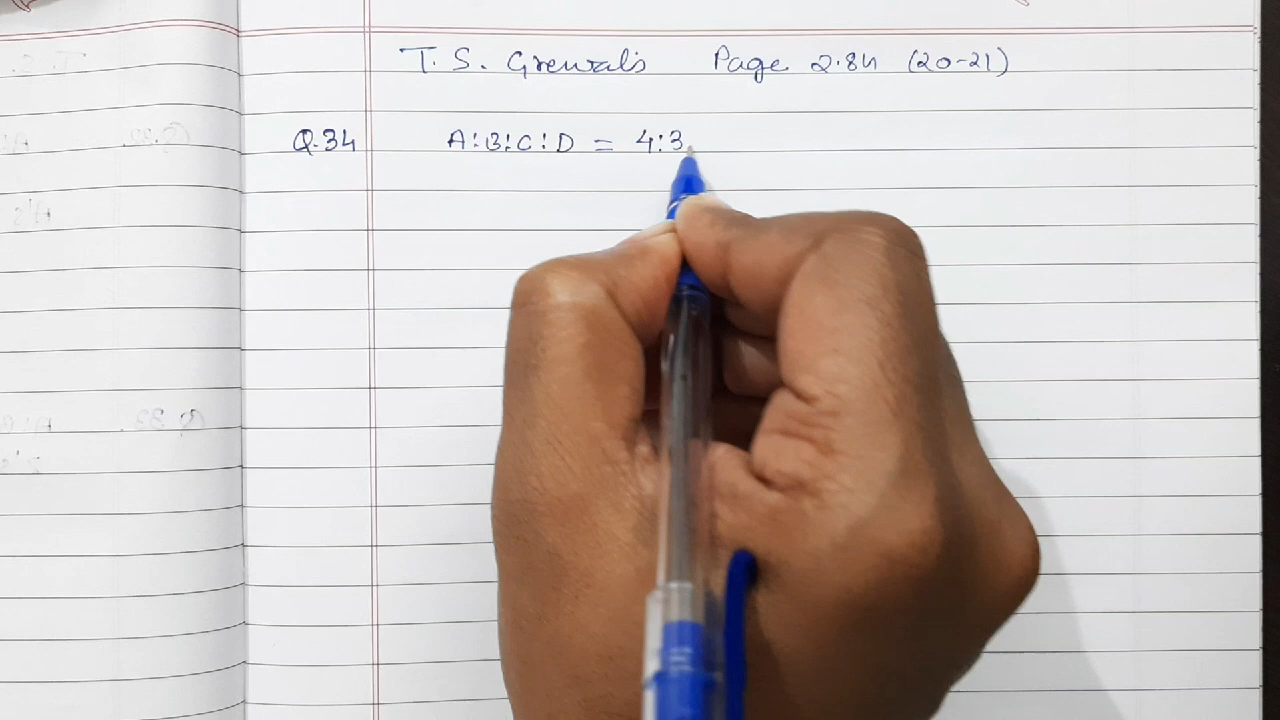 T. S. Grewal's Page 2.84 (20-21)
Q.34 A:B:C:D = 4:3